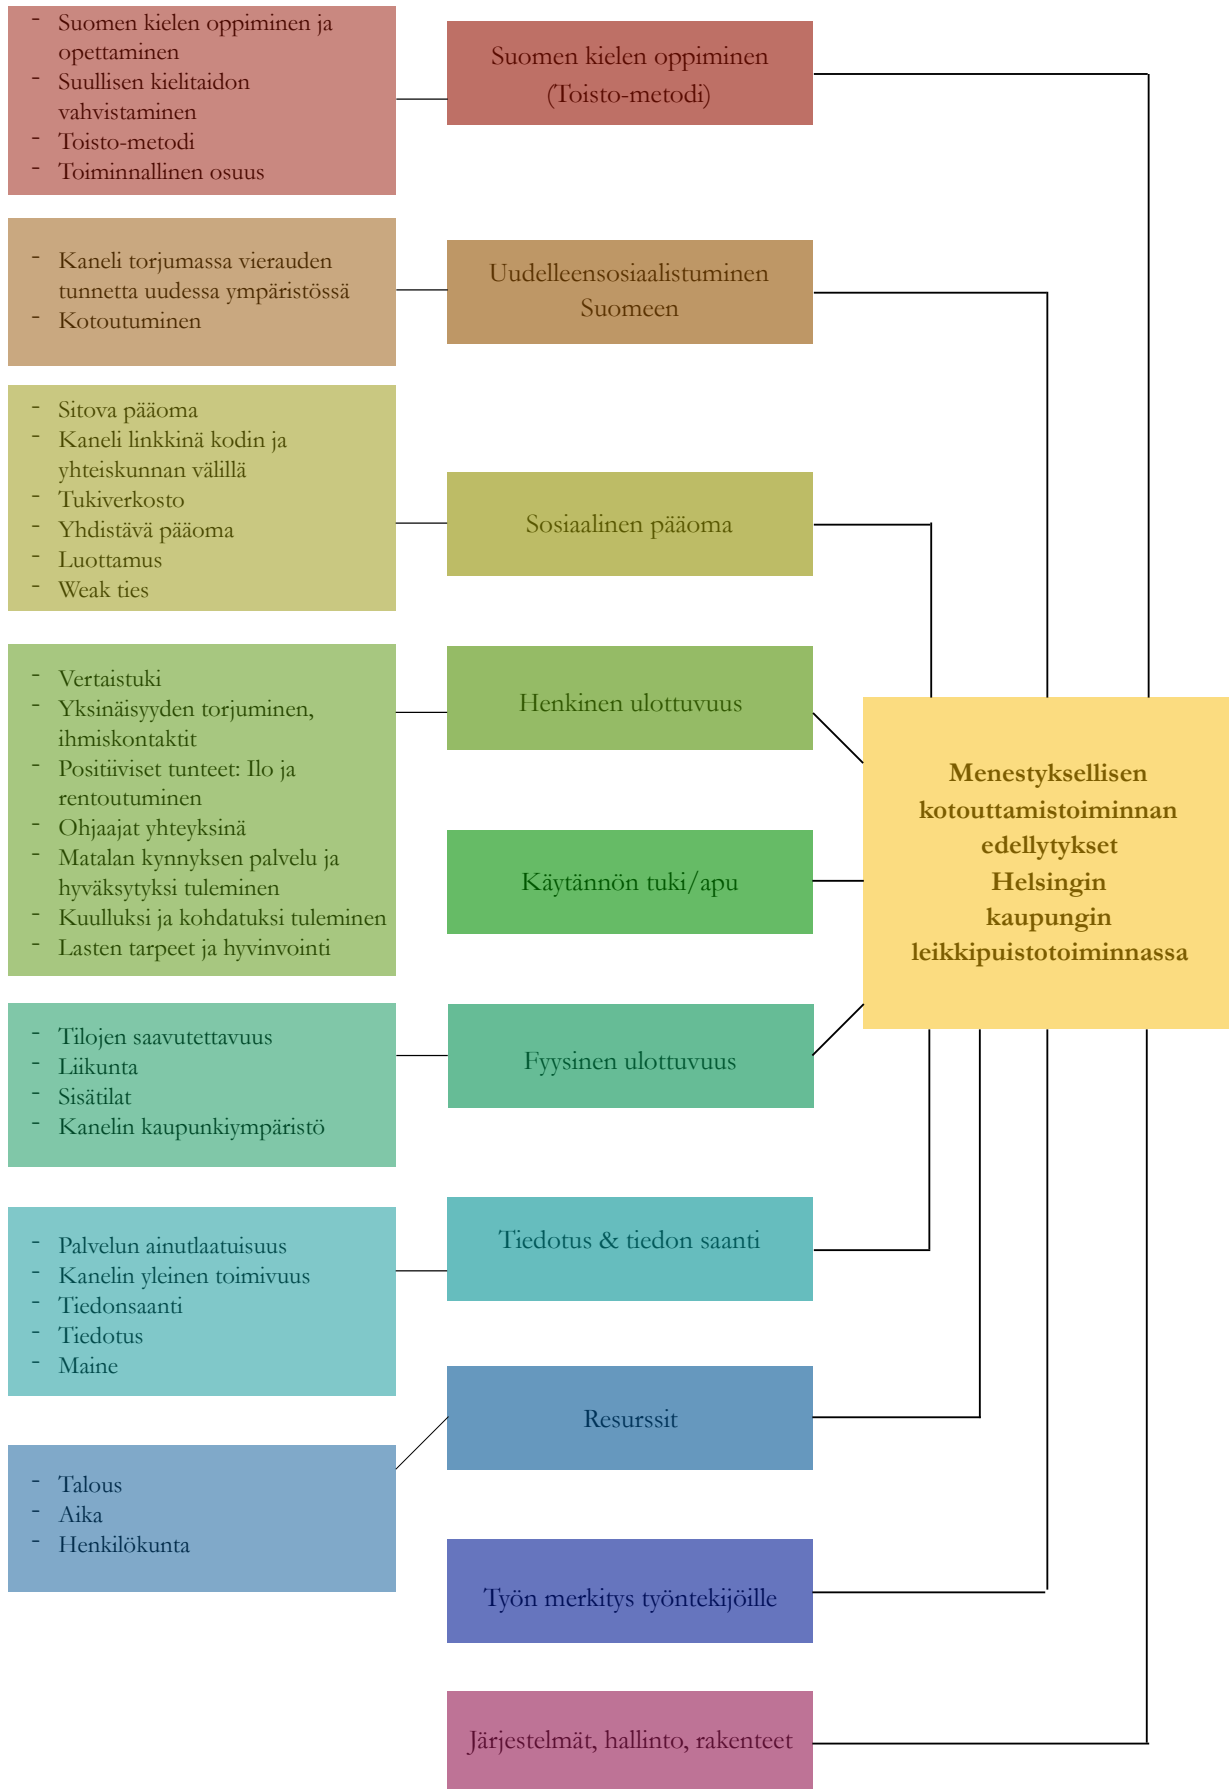 - Suomen kielen oppiminen ja
opettaminen
- Suullisen kielitaidon
vahvistaminen
- Toisto-metodi
- Toiminnallinen osuus
Suomen kielen oppiminen
(Toisto-metodi)
- Kaneli torjumassa vierauden
tunnetta uudessa ympäristössä
- Kotoutuminen
Uudelleensosiaalistuminen
Suomeen
- Sitova pääoma
- Kaneli linkkinä kodin ja
yhteiskunnan välillä
- Tukiverkosto
- Yhdistävä pääoma
- Luottamus
- Weak ties
Sosiaalinen pääoma
- Vertaistuki
- Yksinäisyyden torjuminen,
ihmiskontaktit
- Positiiviset tunteet: Ilo ja
rentoutuminen
- Ohjaajat yhteyksinä
- Matalan kynnyksen palvelu ja
hyväksytyksi tuleminen
- Kuulluksi ja kohdatuksi tuleminen
- Lasten tarpeet ja hyvinvointi
Henkinen ulottuvuus
Käytännön tuki/apu
Menestyksellisen
kotouttamistoiminnan
edellytykset
Helsingin
kaupungin
leikkipuistotoiminnassa
- Tilojen saavutettavuus
- Liikunta
- Sisätilat
- Kanelin kaupunkiympäristö
Fyysinen ulottuvuus
- Palvelun ainutlaatuisuus
- Kanelin yleinen toimivuus
- Tiedonsaanti
- Tiedotus
- Maine
Tiedotus & tiedon saanti
- Talous
- Aika
- Henkilökunta
Resurssit
Työn merkitys työntekijöille
Järjestelmät, hallinto, rakenteet